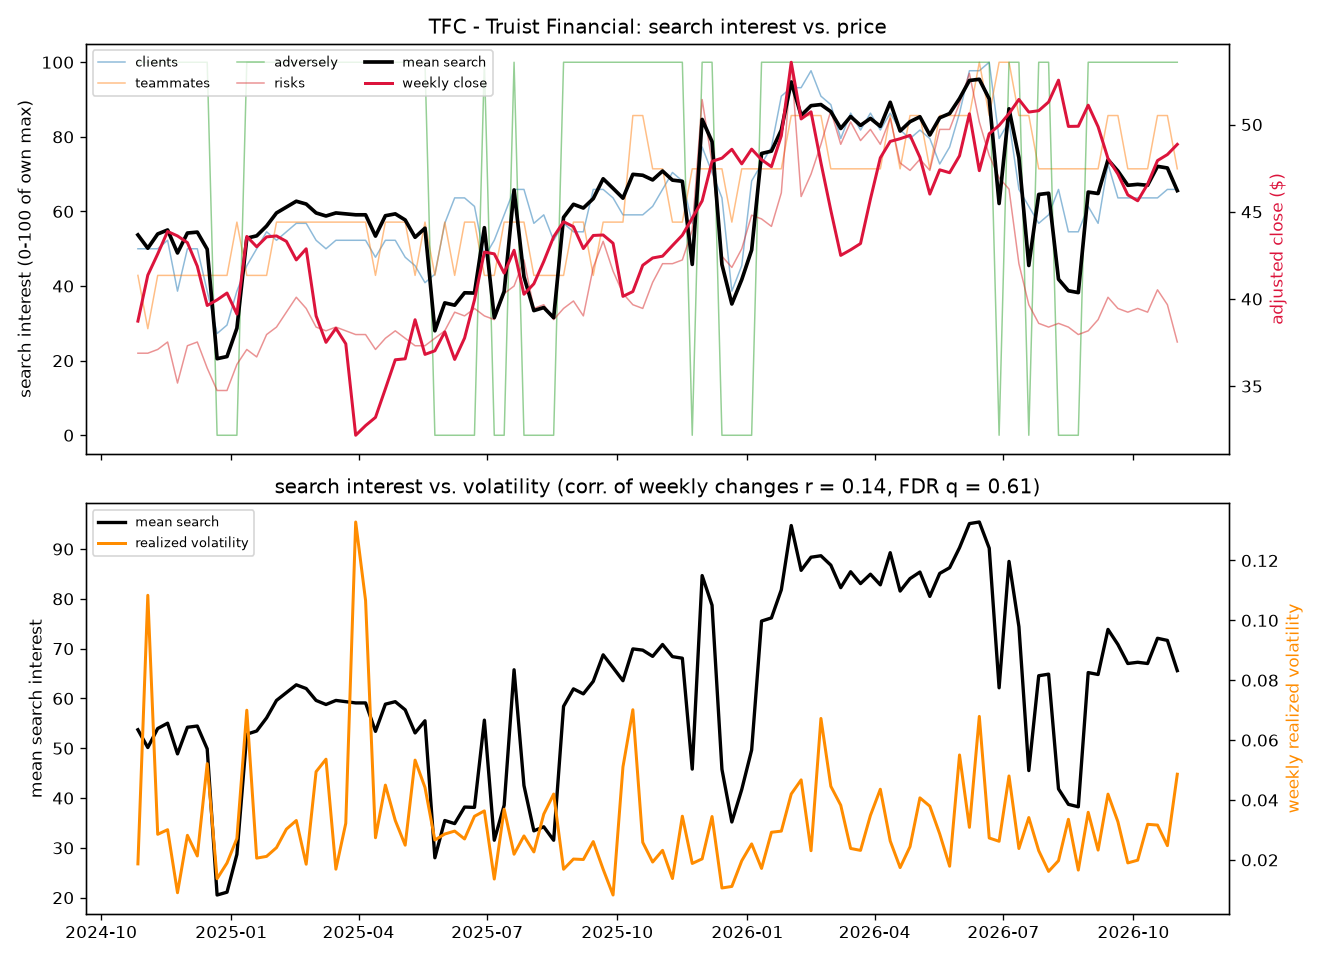 TFC - Truist Financial: search interest vs. price
clients
teammates
adversely
risks
mean search
weekly close
search interest (0-100 of own max)
100
80
60
40
20
0
adjusted close ($)
50
45
40
35
search interest vs. volatility (corr. of weekly changes r = 0.14, FDR q = 0.61)
mean search
realized volatility
mean search interest
90
80
70
60
50
40
30
20
weekly realized volatility
0.12
0.10
0.08
0.06
0.04
0.02
2024-10
2025-01
2025-04
2025-07
2025-10
2026-01
2026-04
2026-07
2026-10